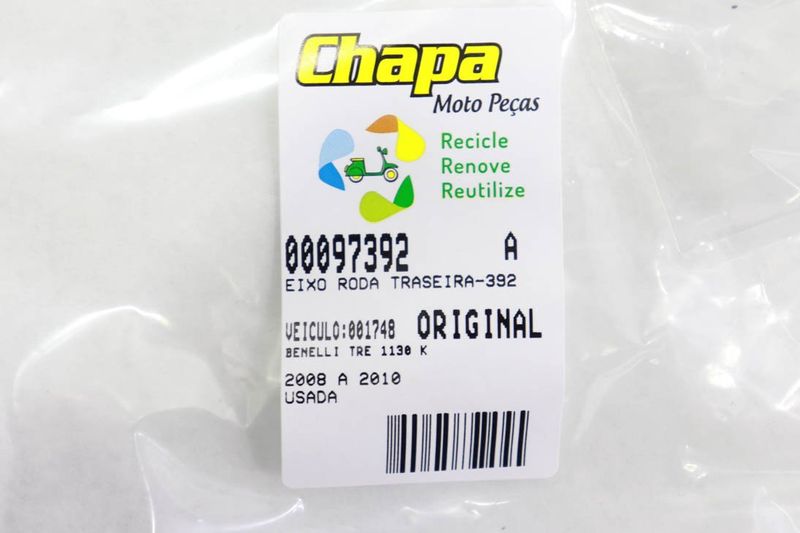 Chapa
Moto Peças
Recicle
Renove
Reutilize
00097392 A
EIXO RODA TRASEIRA-392
VEICULO:001748 ORIGINAL
BENELLI TRE 1130 K
2008 A 2010
USADA